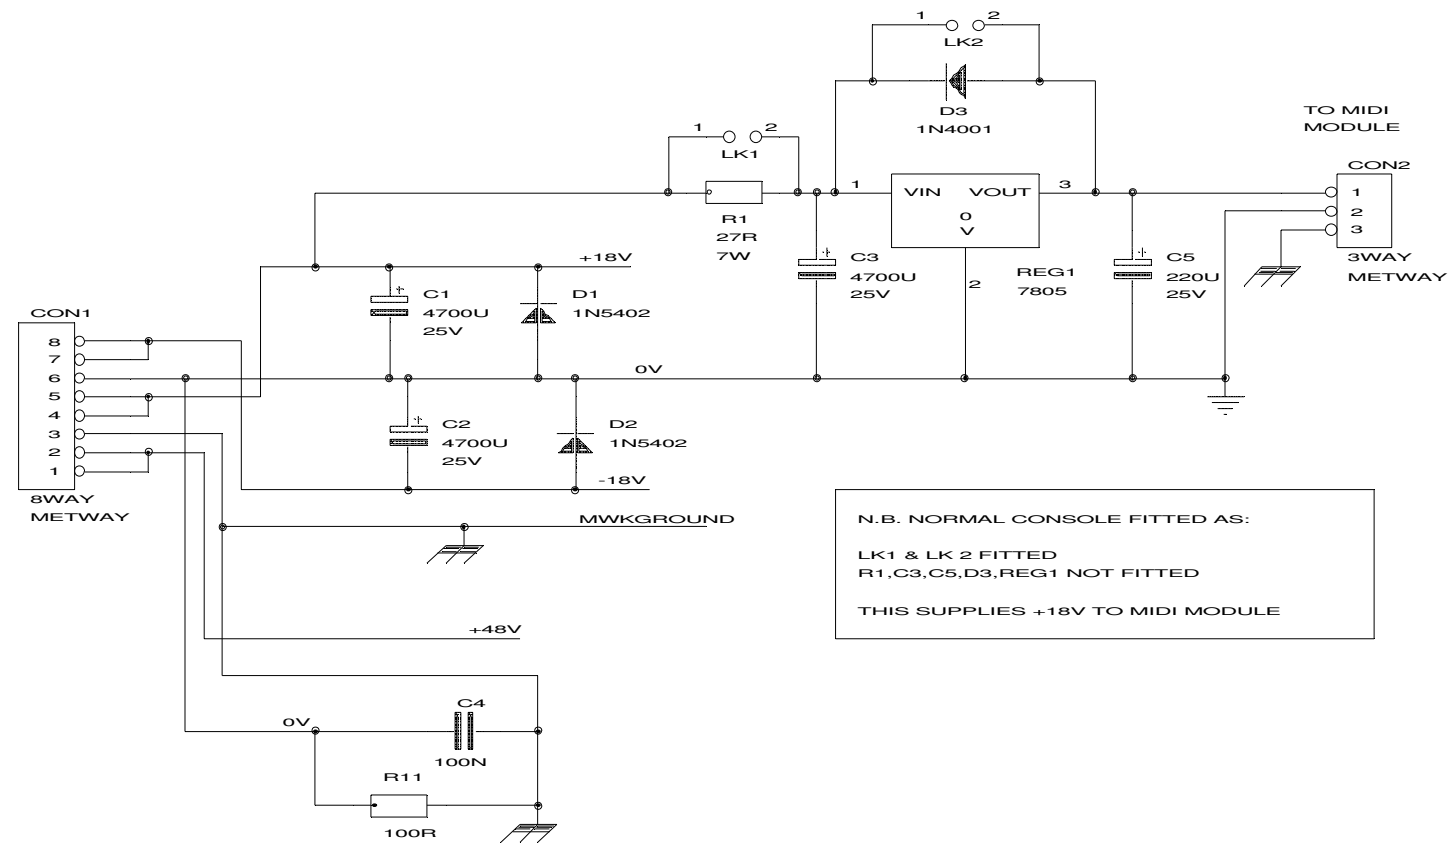 1 2
LK2
D3
1N4001
TO MIDI
MODULE
1 2
LK1
CON2
1 VIN VOUT 3
0
V
1
2
3
R1
27R
7W
3WAY
METWAY
+18V
+
C3
4700U
25V
2
REG1
7805
+
C5
220U
25V
+
C1
4700U
25V
D1
1N5402
CON1
8
7
6
5
4
3
2
1
8WAY
METWAY
0V
+
C2
4700U
25V
D2
1N5402
-18V
MWKGROUND
N.B. NORMAL CONSOLE FITTED AS:
LK1 & LK 2 FITTED
R1,C3,C5,D3,REG1 NOT FITTED
THIS SUPPLIES +18V TO MIDI MODULE
+48V
C4
0V
100N
R11
100R